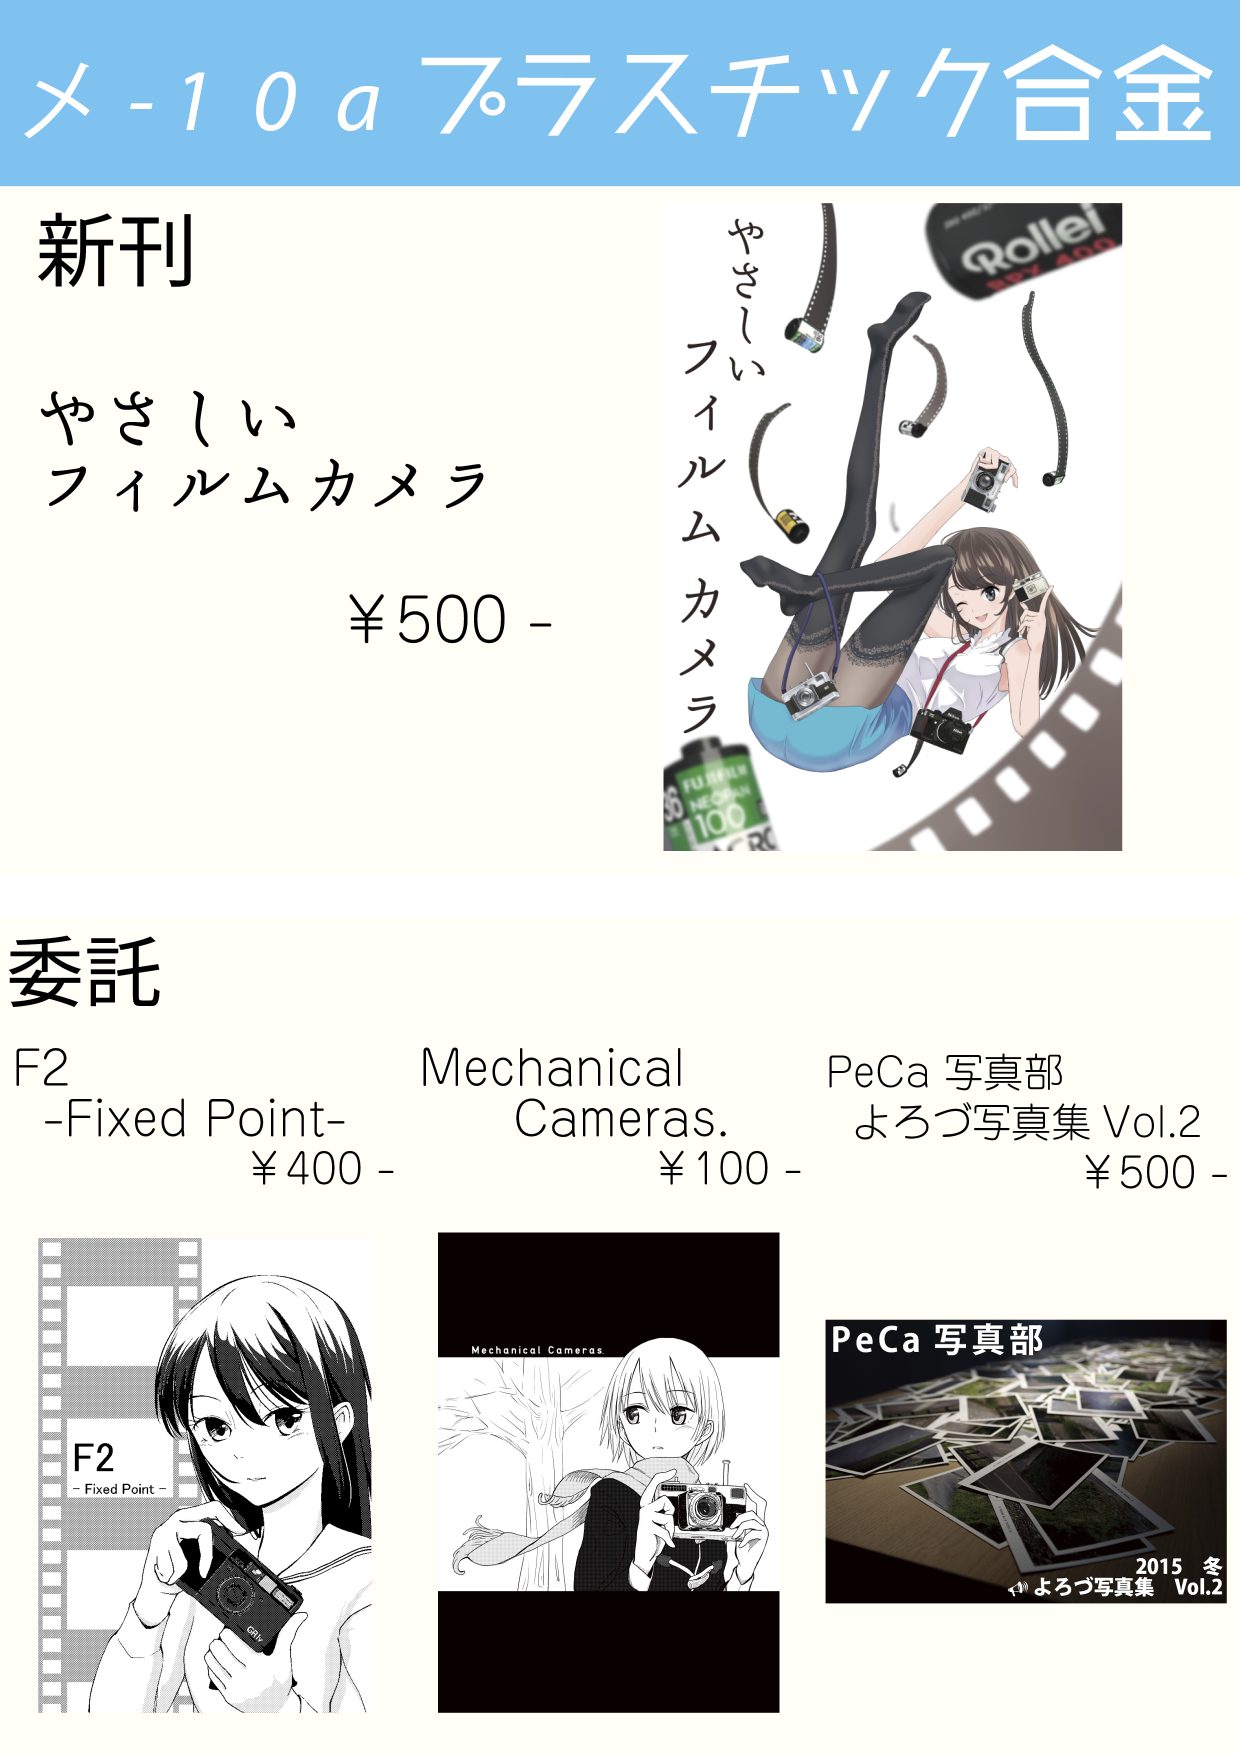 メ-10a プラスチック合金
新刊
やさしい
フィルムカメラ
￥500 -
やさしい
フィルムカメラ
Rollei
RPX 400
FUJIFILM
NEOPAN
100
ACRO
36
委託
F2
-Fixed Point-
￥400 -
Mechanical
Cameras.
￥100 -
PeCa 写真部
よろづ写真集 Vol.2
￥500 -
F2
- Fixed Point -
GR1v
Mechanical Cameras.
PeCa 写真部
2015 冬
よろづ写真集 Vol.2